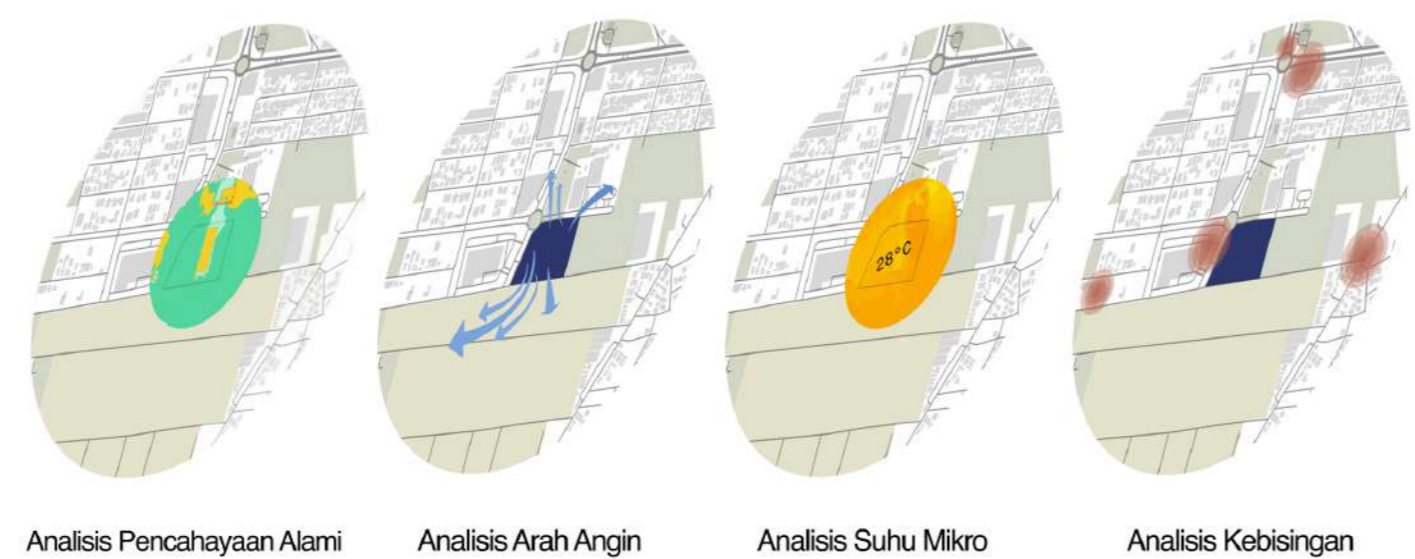 28°C
Analisis Pencahayaan Alami
Analisis Arah Angin
Analisis Suhu Mikro
Analisis Kebisingan